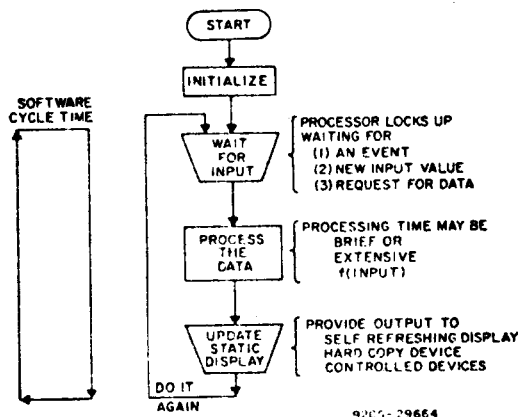 START
INITIALIZE
SOFTWARE
CYCLE TIME
WAIT
FOR
INPUT
PROCESSOR LOCKS UP
WAITING FOR
(1) AN EVENT
(2) NEW INPUT VALUE
(3) REQUEST FOR DATA
PROCESS
THE
DATA
PROCESSING TIME MAY BE
BRIEF OR
EXTENSIVE
f(INPUT)
UPDATE
STATIC
DISPLAY
PROVIDE OUTPUT TO
SELF REFRESHING DISPLAY
HARD COPY DEVICE
CONTROLLED DEVICES
DO IT
AGAIN